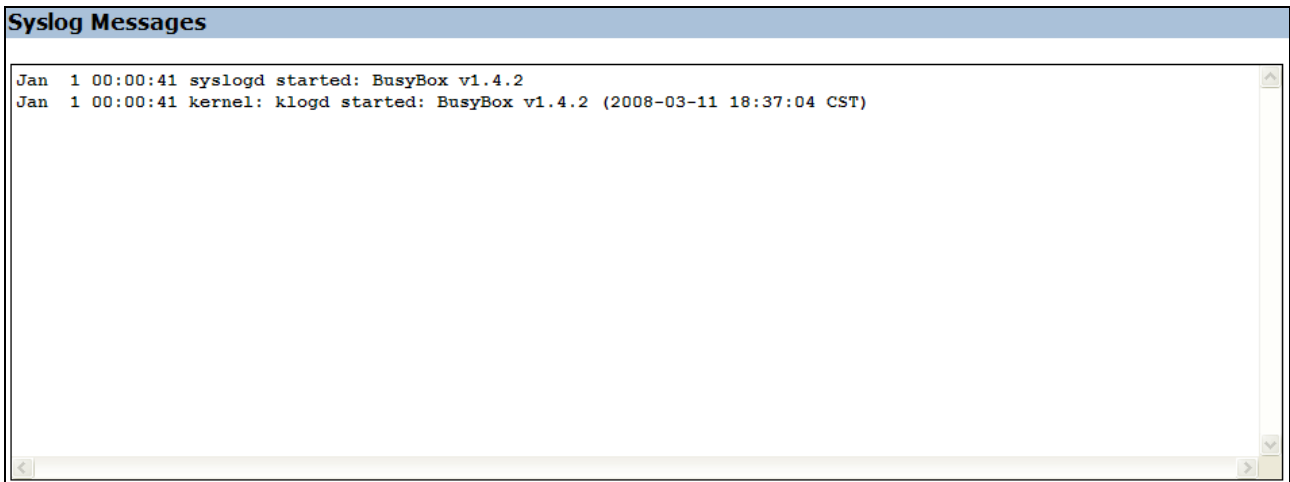 Syslog Messages
Jan  1 00:00:41 syslogd started: BusyBox v1.4.2
Jan  1 00:00:41 kernel: klogd started: BusyBox v1.4.2 (2008-03-11 18:37:04 CST)